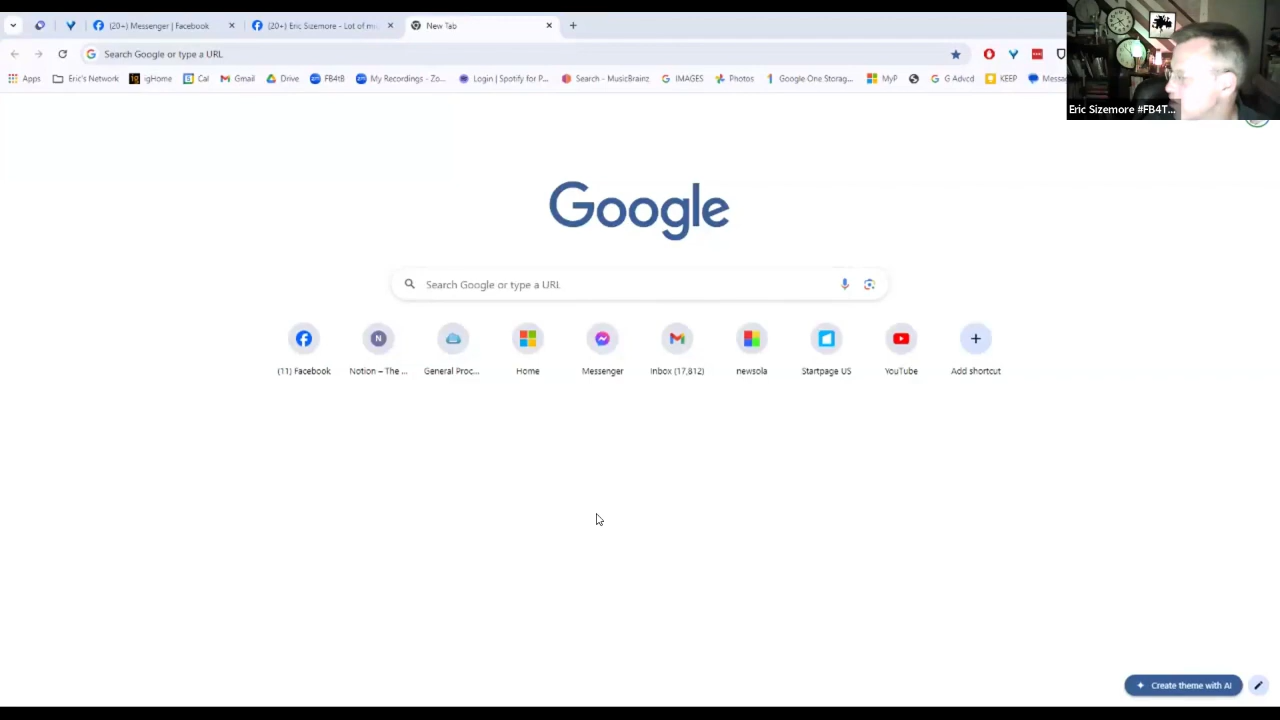 (20+) Messenger | Facebook
(20+) Eric Sizemore - Lot of m
New Tab
Search Google or type a URL
Apps
Eric's Network
igHome
Cal
Gmail
Drive
FB4tB
My Recordings - Zo...
Login | Spotify for P...
Search - MusicBrainz
IMAGES
Photos
Google One Storag...
MyP
G Advcd
KEEP
Messa
Eric Sizemore #FB4T...
Google
Search Google or type a URL
(11) Facebook
N
Notion – The ...
General Proc...
Home
Messenger
Inbox (17,812)
newsola
Startpage US
YouTube
Add shortcut
Create theme with AI